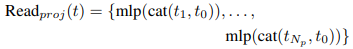 Read_proj(t) = {mlp(cat(t_1, t_0)), . . . ,
mlp(cat(t_{N_p}, t_0))}